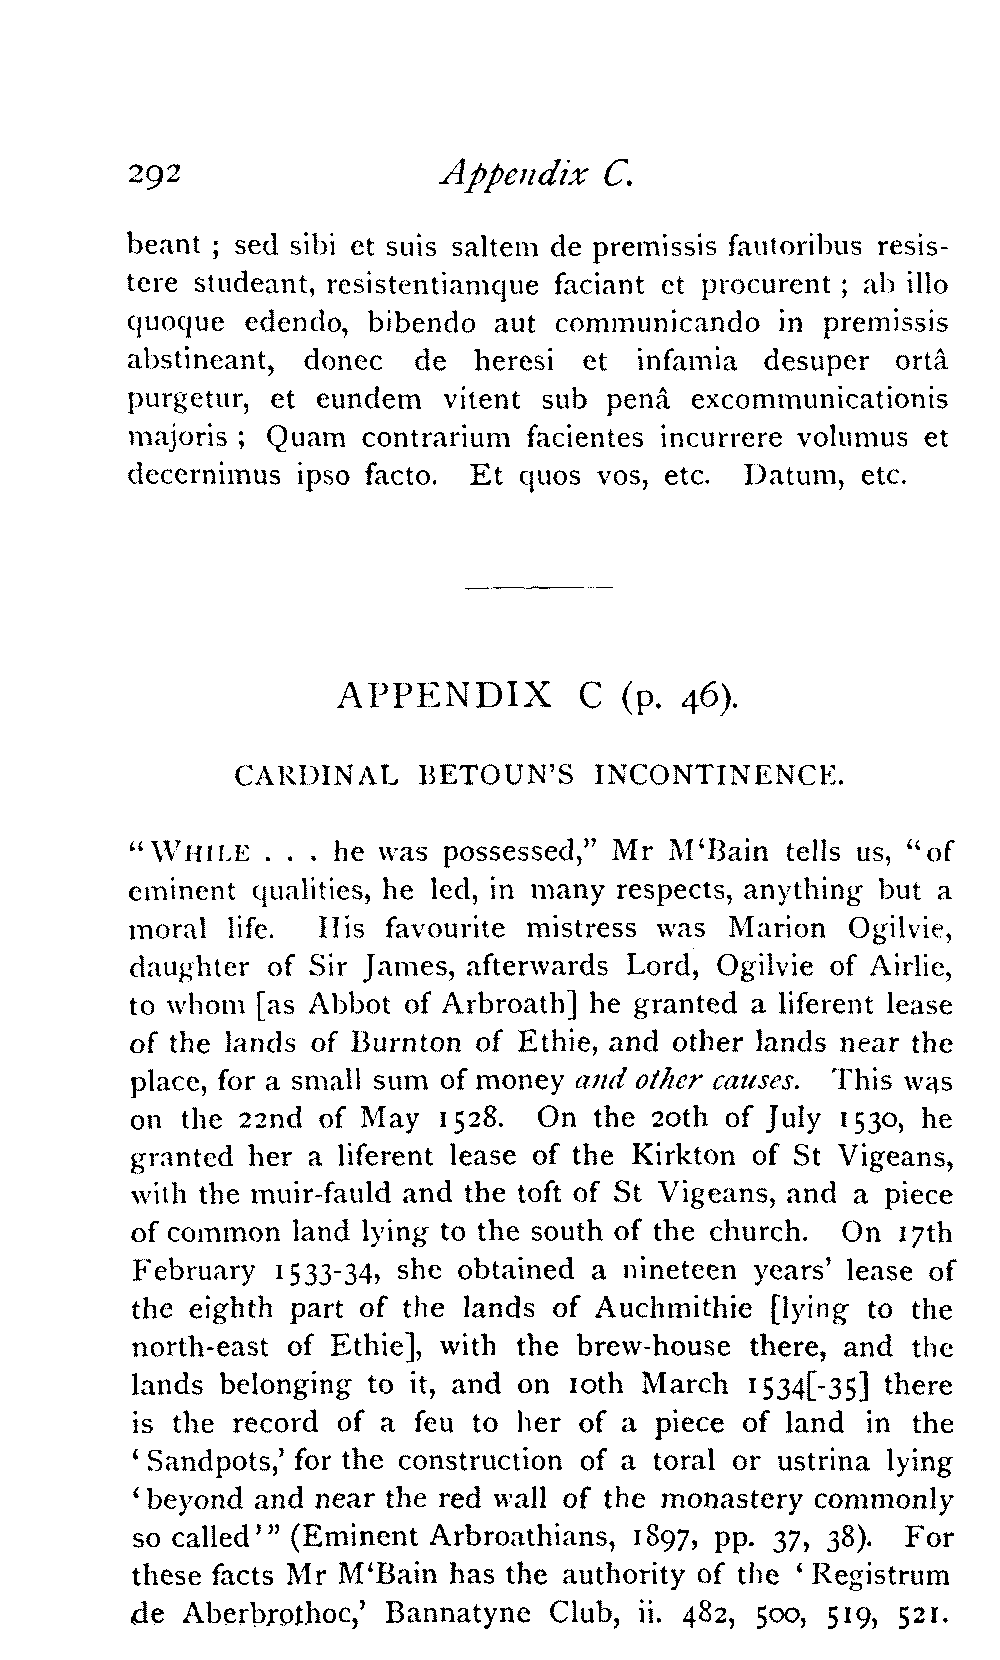 292 Appendix C.
beant ; sed sibi et suis saltem de premissis fautoribus resis-
tere studeant, resistentiamque faciant et procurent ; ab illo
quoque edendo, bibendo aut communicando in premissis
abstineant, donec de heresi et infamia desuper ortâ
purgetur, et eundem vitent sub penâ excommunicationis
majoris ; Quam contrarium facientes incurrere volumus et
decernimus ipso facto. Et quos vos, etc. Datum, etc.
APPENDIX C (p. 46).
CARDINAL BETOUN'S INCONTINENCE.
“WHILE . . . he was possessed,” Mr M‘Bain tells us, “of
eminent qualities, he led, in many respects, anything but a
moral life. His favourite mistress was Marion Ogilvie,
daughter of Sir James, afterwards Lord, Ogilvie of Airlie,
to whom [as Abbot of Arbroath] he granted a liferent lease
of the lands of Burnton of Ethie, and other lands near the
place, for a small sum of money and other causes. This was
on the 22nd of May 1528. On the 20th of July 1530, he
granted her a liferent lease of the Kirkton of St Vigeans,
with the muir-fauld and the toft of St Vigeans, and a piece
of common land lying to the south of the church. On 17th
February 1533-34, she obtained a nineteen years’ lease of
the eighth part of the lands of Auchmithie [lying to the
north-east of Ethie], with the brew-house there, and the
lands belonging to it, and on 10th March 1534[-35] there
is the record of a feu to her of a piece of land in the
‘Sandpots,’ for the construction of a toral or ustrina lying
‘beyond and near the red wall of the monastery commonly
so called’” (Eminent Arbroathians, 1897, pp. 37, 38). For
these facts Mr M‘Bain has the authority of the ‘Registrum
de Aberbrothoc,’ Bannatyne Club, ii. 482, 500, 519, 521.